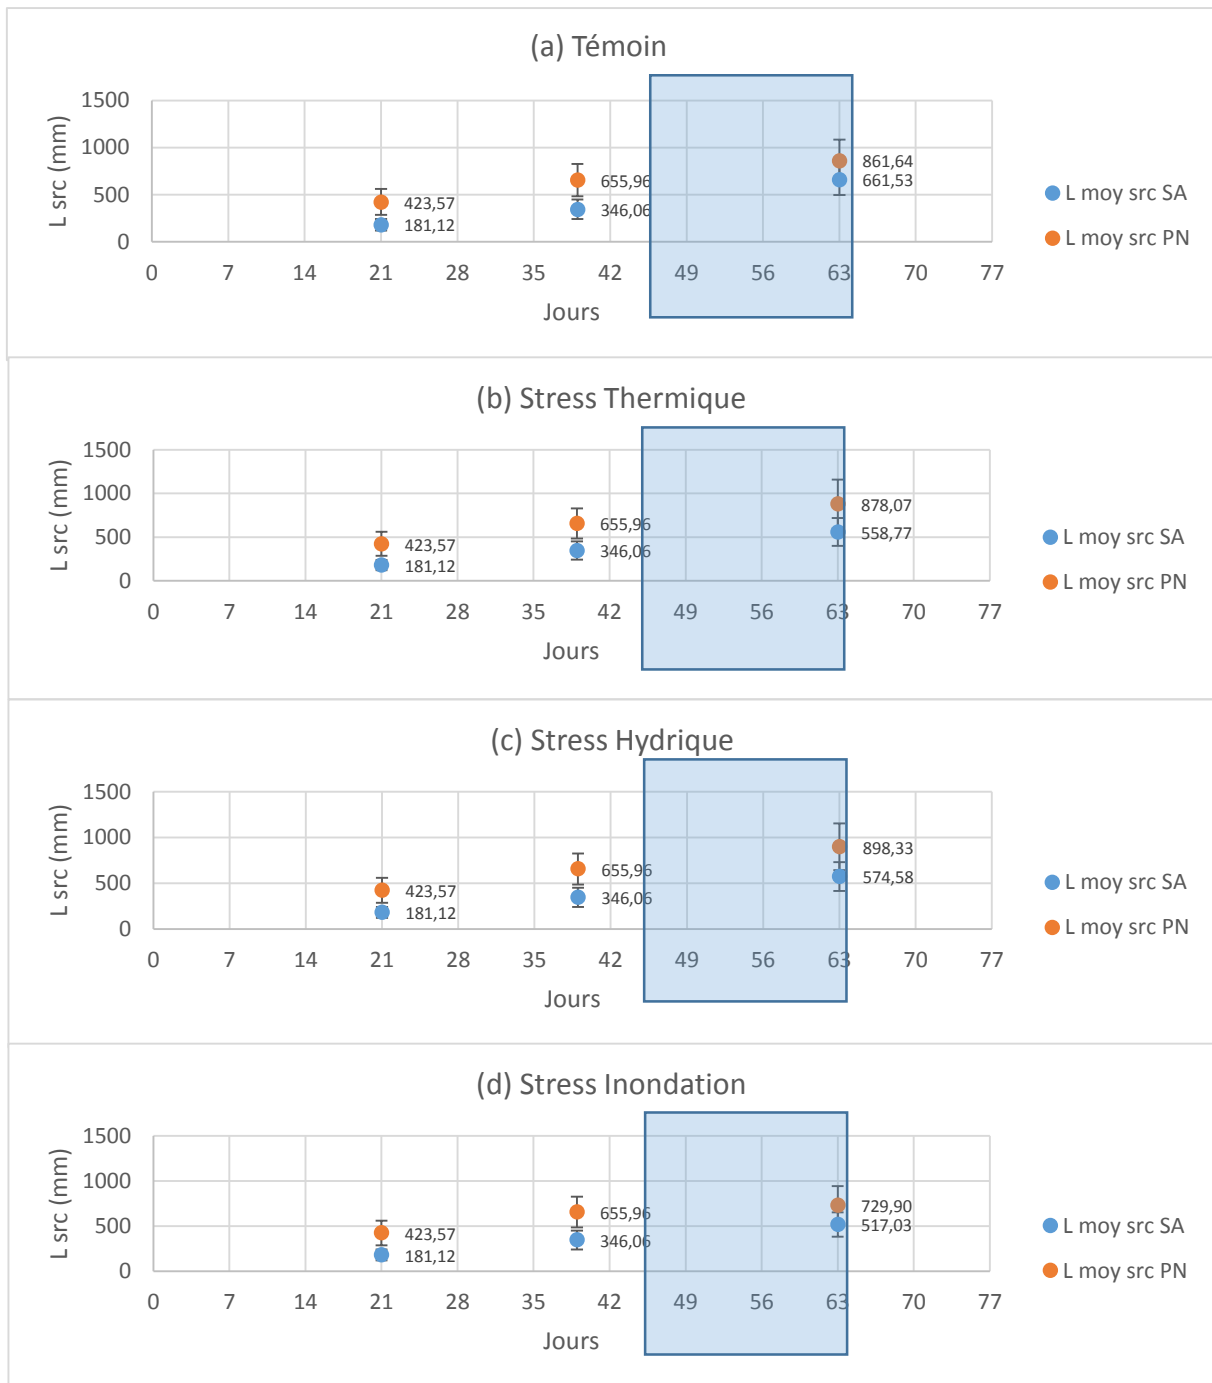 (a) Témoin
1500
1000
500
0
L src (mm)
423,57
181,12
655,96
346,06
861,64
661,53
0 7 14 21 28 35 42 49 56 63 70 77
Jours
L moy src SA
L moy src PN
(b) Stress Thermique
1500
1000
500
0
L src (mm)
423,57
181,12
655,96
346,06
878,07
558,77
0 7 14 21 28 35 42 49 56 63 70 77
Jours
L moy src SA
L moy src PN
(c) Stress Hydrique
1500
1000
500
0
L src (mm)
423,57
181,12
655,96
346,06
898,33
574,58
0 7 14 21 28 35 42 49 56 63 70 77
Jours
L moy src SA
L moy src PN
(d) Stress Inondation
1500
1000
500
0
L src (mm)
423,57
181,12
655,96
346,06
729,90
517,03
0 7 14 21 28 35 42 49 56 63 70 77
Jours
L moy src SA
L moy src PN